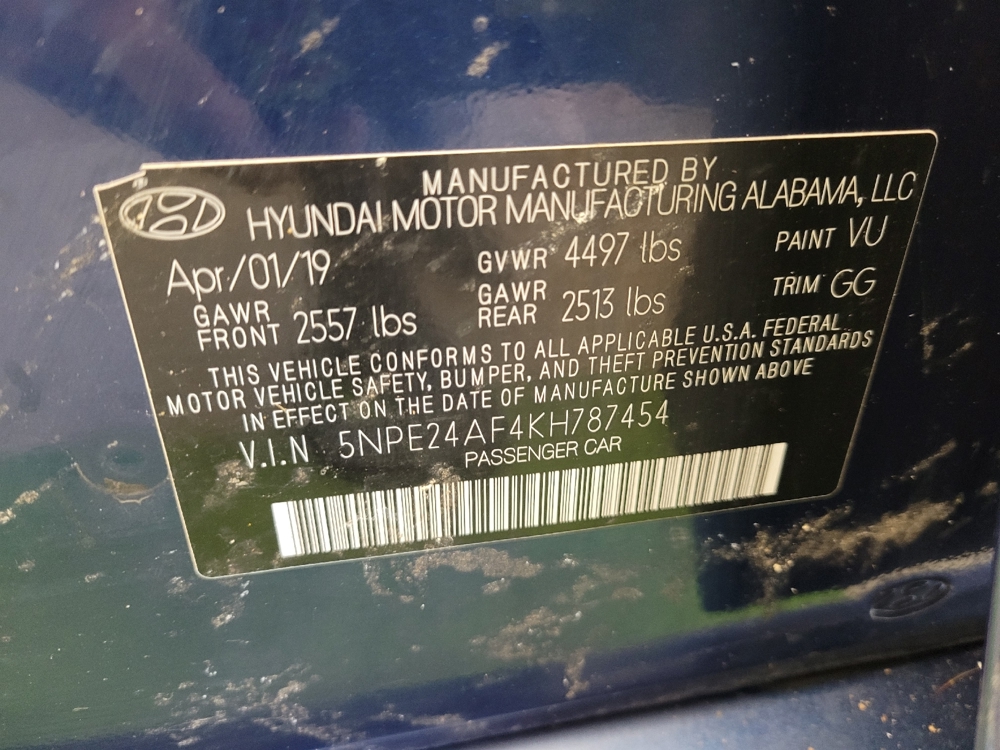 MANUFACTURED BY
HYUNDAI MOTOR MANUFACTURING ALABAMA, LLC
Apr/01/19 GVWR 4497 lbs PAINT VU
GAWR FRONT 2557 lbs GAWR REAR 2513 lbs TRIM GG
THIS VEHICLE CONFORMS TO ALL APPLICABLE U.S.A. FEDERAL
MOTOR VEHICLE SAFETY, BUMPER, AND THEFT PREVENTION STANDARDS
IN EFFECT ON THE DATE OF MANUFACTURE SHOWN ABOVE
V.I.N 5NPE24AF4KH787454
PASSENGER CAR